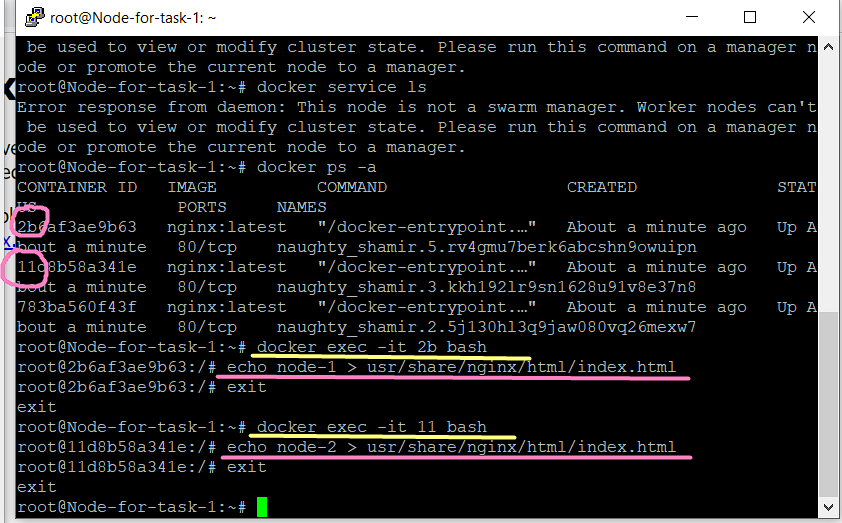 root@Node-for-task-1: ~
be used to view or modify cluster state. Please run this command on a manager n
ode or promote the current node to a manager.
root@Node-for-task-1:~# docker service ls
Error response from daemon: This node is not a swarm manager. Worker nodes can't
be used to view or modify cluster state. Please run this command on a manager n
ode or promote the current node to a manager.
root@Node-for-task-1:~# docker ps -a
CONTAINER ID IMAGE COMMAND CREATED STAT
US PORTS NAMES
2b6af3ae9b63 nginx:latest "/docker-entrypoint.…" About a minute ago Up A
bout a minute 80/tcp naughty_shamir.5.rv4gmu7berk6abcshn9owuipn
11d8b58a341e nginx:latest "/docker-entrypoint.…" About a minute ago Up A
bout a minute 80/tcp naughty_shamir.3.kkh192lr9sn1628u91v8e37n8
783ba560f43f nginx:latest "/docker-entrypoint.…" About a minute ago Up A
bout a minute 80/tcp naughty_shamir.2.5j130hl3q9jaw080vq26mexw7
root@Node-for-task-1:~# docker exec -it 2b bash
root@2b6af3ae9b63:/# echo node-1 > usr/share/nginx/html/index.html
root@2b6af3ae9b63:/# exit
exit
root@Node-for-task-1:~# docker exec -it 11 bash
root@11d8b58a341e:/# echo node-2 > usr/share/nginx/html/index.html
root@11d8b58a341e:/# exit
exit
root@Node-for-task-1:~#